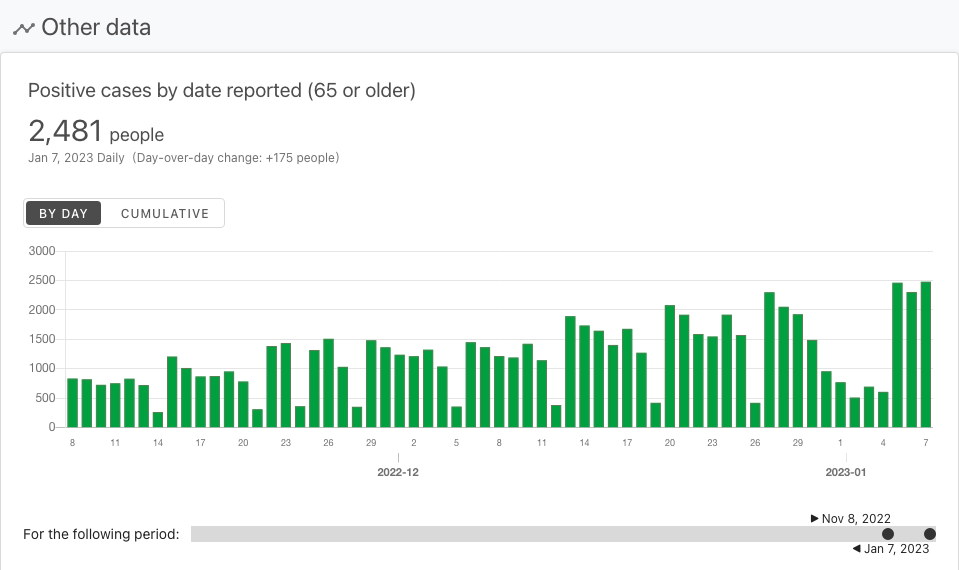 Other data
Positive cases by date reported (65 or older)
2,481 people
Jan 7, 2023 Daily (Day-over-day change: +175 people)
BY DAY CUMULATIVE
3000
2500
2000
1500
1000
500
0
8 11 14 17 20 23 26 29 2 5 8 11 14 17 20 23 26 29 1 4 7
2022-12 2023-01
▶ Nov 8, 2022
For the following period:
◀ Jan 7, 2023